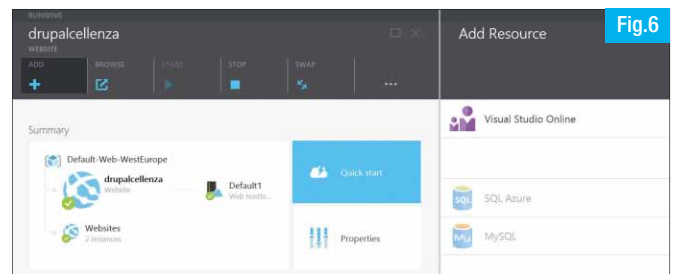 Fig.6
RUNNING
drupalcellenza
WEBSITE
ADD
BROWSE
START
STOP
SWAP
...
Summary
Default-Web-WestEurope
drupalcellenza
Website
Default1
Web hostin...
Websites
2 instances
Quick start
Properties
Add Resource
Visual Studio Online
SQL
SQL Azure
MySQL